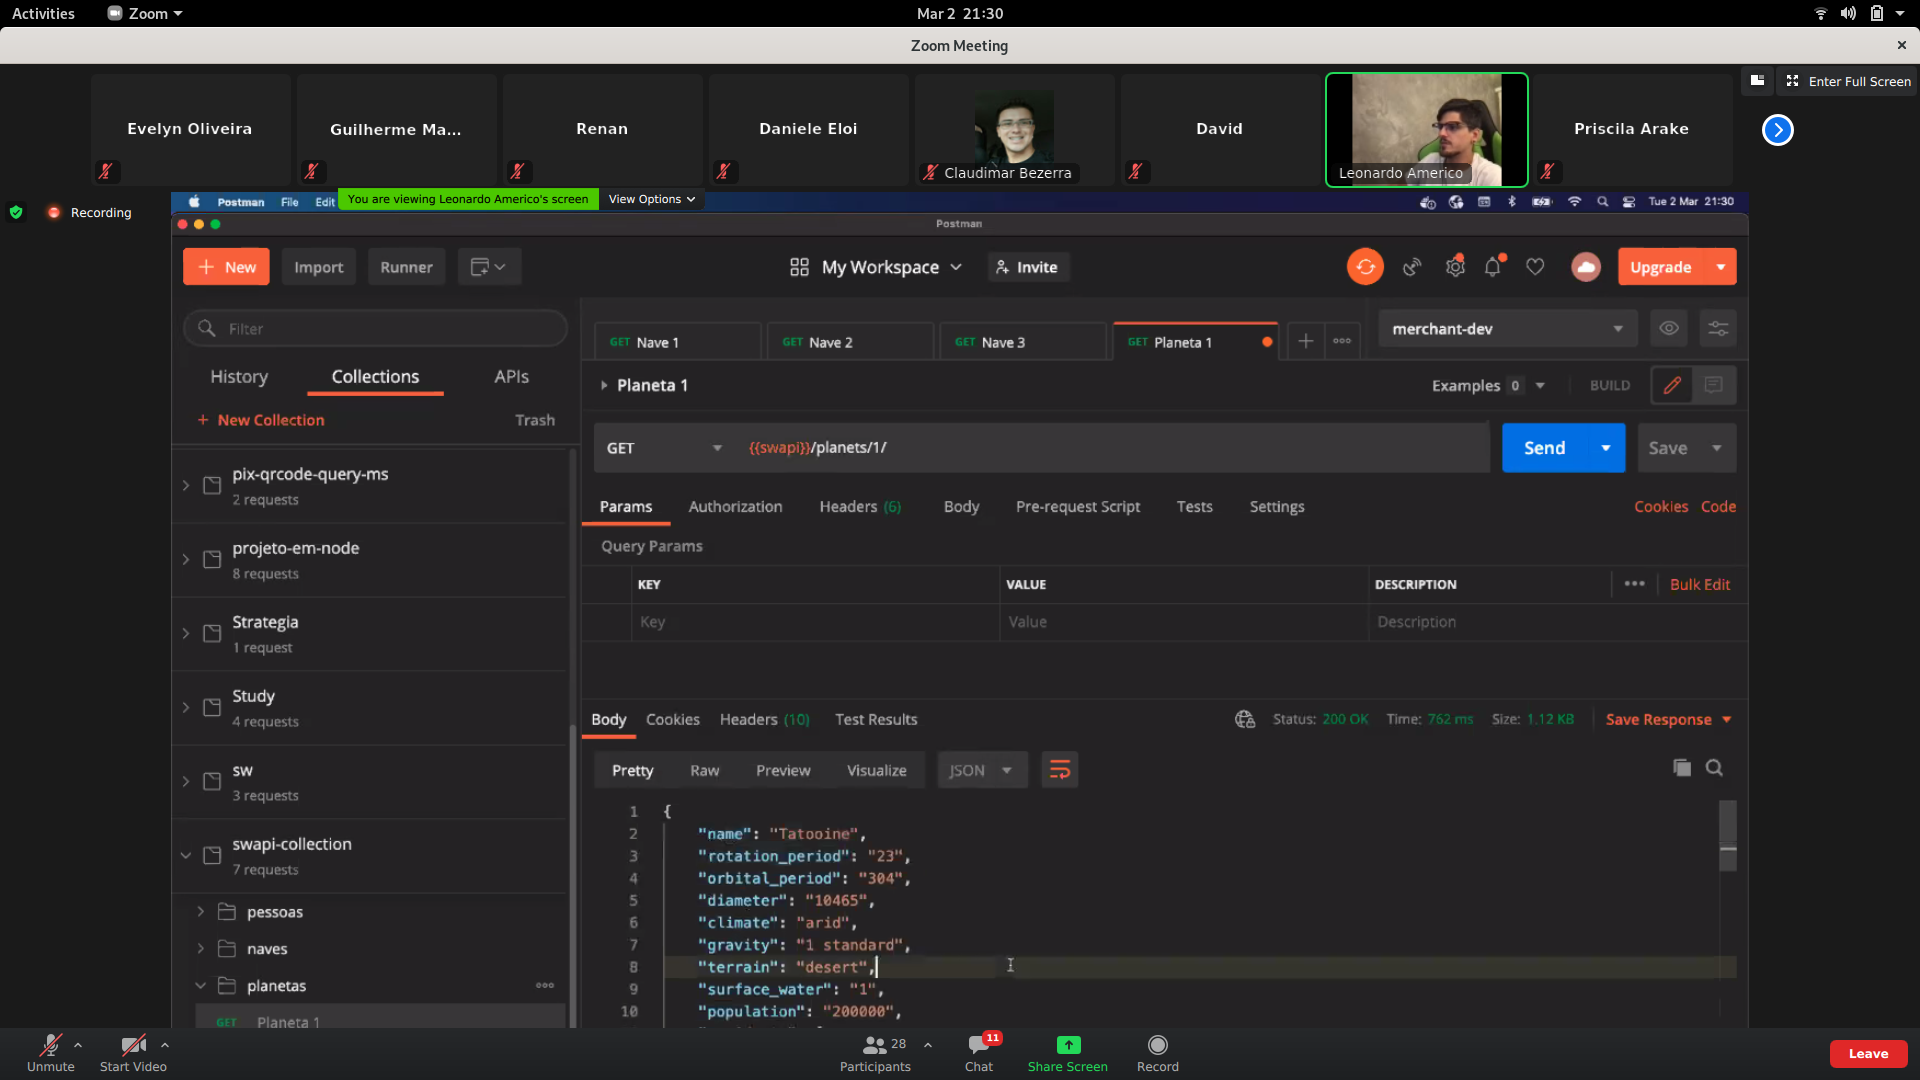 Activities Zoom Mar 2 21:30
Zoom Meeting
Evelyn Oliveira
Guilherme Ma...
Renan
Daniele Eloi
Claudimar Bezerra
David
Leonardo Americo
Priscila Arake
Enter Full Screen
Recording
Postman File Edit
You are viewing Leonardo Americo's screen View Options
Tue 2 Mar 21:30
Postman
New Import Runner My Workspace Invite Upgrade
Filter
History Collections APIs
+ New Collection Trash
pix-qrcode-query-ms
2 requests
projeto-em-node
8 requests
Strategia
1 request
Study
4 requests
sw
3 requests
swapi-collection
7 requests
pessoas
naves
planetas
GET Planeta 1
GET Nave 1 GET Nave 2 GET Nave 3 GET Planeta 1
merchant-dev
Planeta 1 Examples 0 BUILD
GET {{swapi}}/planets/1/ Send Save
Params Authorization Headers (6) Body Pre-request Script Tests Settings Cookies Code
Query Params
KEY VALUE DESCRIPTION ••• Bulk Edit
Key Value Description
Body Cookies Headers (10) Test Results Status: 200 OK Time: 762 ms Size: 1.12 KB Save Response
Pretty Raw Preview Visualize JSON
1 {
2 "name": "Tatooine",
3 "rotation_period": "23",
4 "orbital_period": "304",
5 "diameter": "10465",
6 "climate": "arid",
7 "gravity": "1 standard",
8 "terrain": "desert",
9 "surface_water": "1",
10 "population": "200000",
Unmute Start Video 28 Participants 11 Chat Share Screen Record Leave